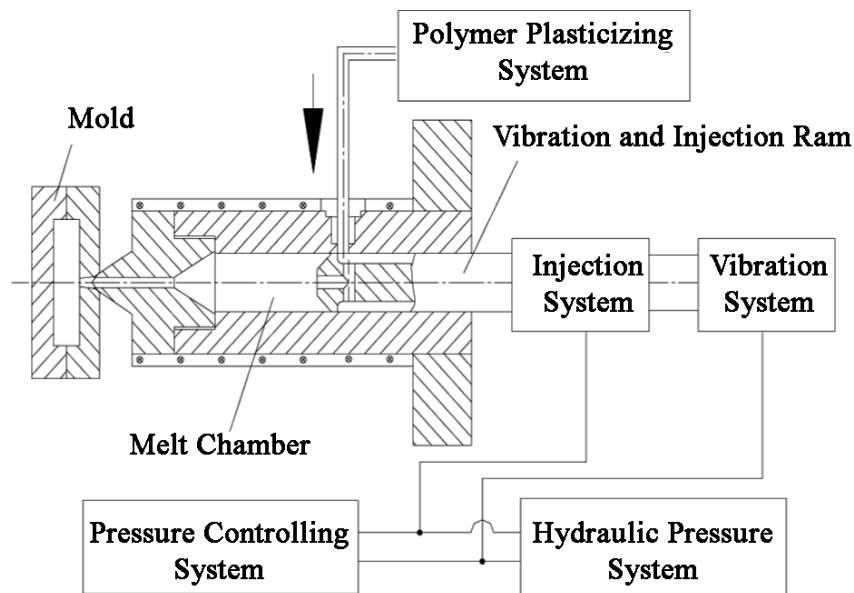 Polymer Plasticizing
System
Mold
Vibration and Injection Ram
Injection
System
Vibration
System
Melt Chamber
Pressure Controlling
System
Hydraulic Pressure
System